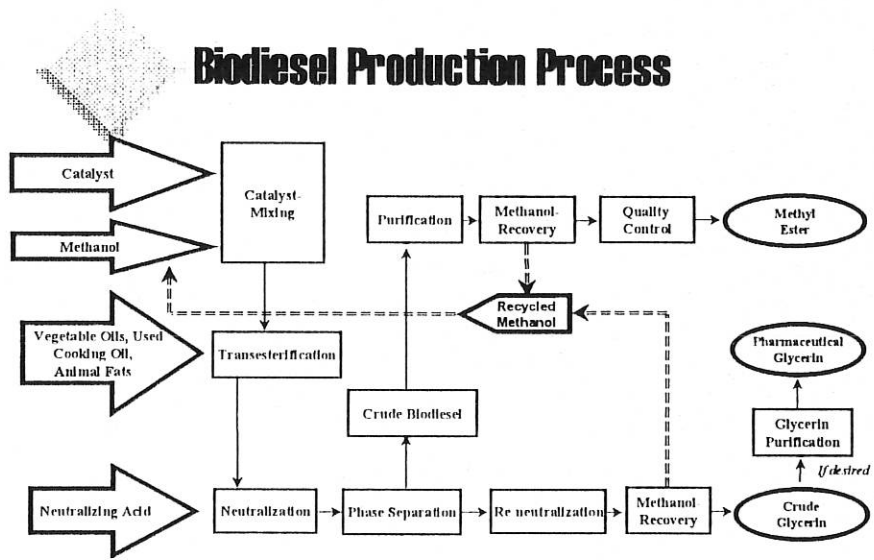 Biodiesel Production Process
Catalyst
Catalyst-
Mixing
Methanol
Purification
Methanol-
Recovery
Quality
Control
Methyl
Ester
Recycled
Methanol
Vegetable Oils, Used
Cooking Oil,
Animal Fats
Transesterification
Pharmaceutical
Glycerin
Crude Biodiesel
Glycerin
Purification
If desired
Neutralizing Acid
Neutralization
Phase Separation
Re neutralization
Methanol
Recovery
Crude
Glycerin